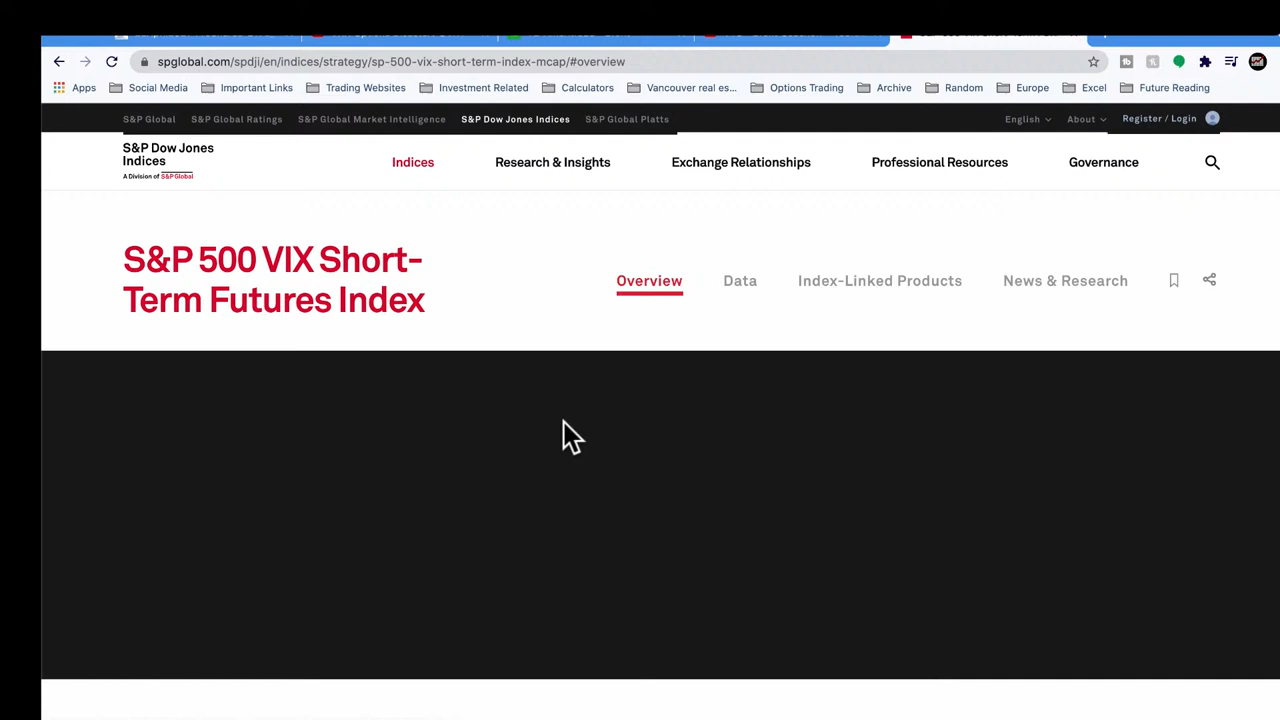 spglobal.com/spdji/en/indices/strategy/sp-500-vix-short-term-index-mcap/#overview
Apps Social Media Important Links Trading Websites Investment Related Calculators Vancouver real es... Options Trading Archive Random Europe Excel Future Reading
S&P Global S&P Global Ratings S&P Global Market Intelligence S&P Dow Jones Indices S&P Global Platts English About Register / Login
S&P Dow Jones
Indices
A Division of S&P Global
Indices Research & Insights Exchange Relationships Professional Resources Governance
S&P 500 VIX Short-
Term Futures Index
Overview Data Index-Linked Products News & Research